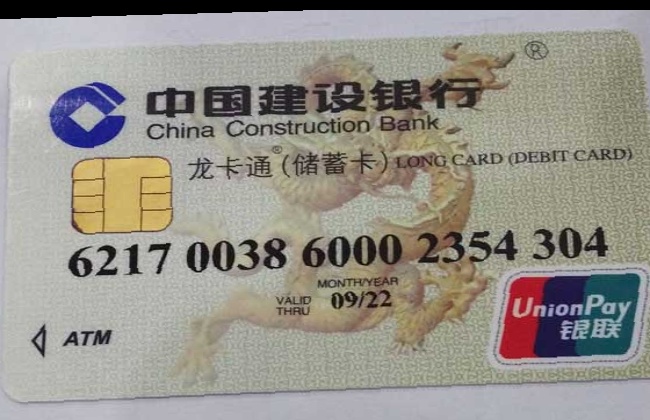 ®
中国建设银行
China Construction Bank
龙卡通®(储蓄卡) LONG CARD (DEBIT CARD)
6217 0038 6000 2354 304
MONTH/YEAR
VALID THRU 09/22
ATM
UnionPay
银联